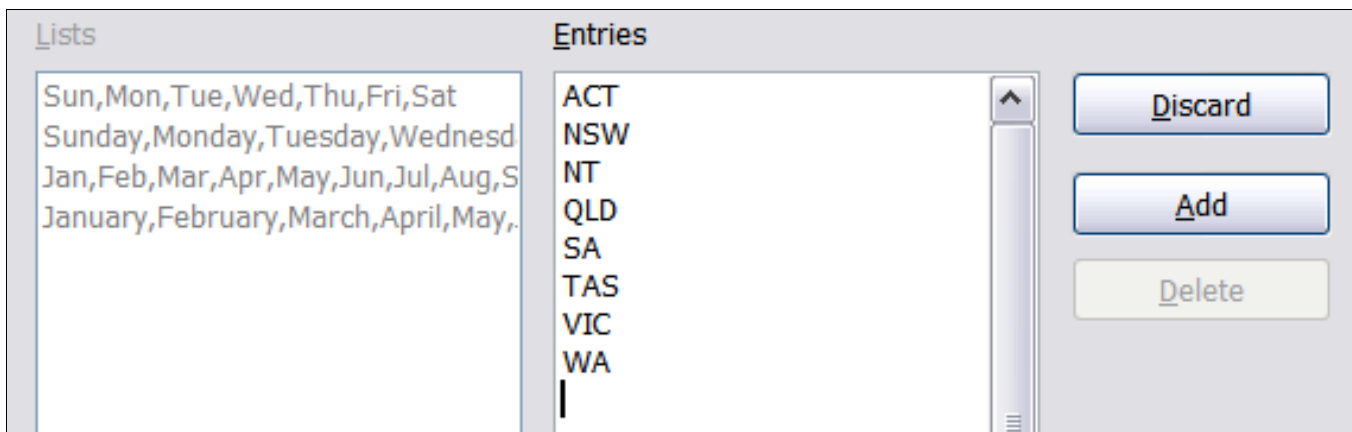 Lists
Sun,Mon,Tue,Wed,Thu,Fri,Sat
Sunday,Monday,Tuesday,Wednesd
Jan,Feb,Mar,Apr,May,Jun,Jul,Aug,S
January,February,March,April,May,.
Entries
ACT
NSW
NT
QLD
SA
TAS
VIC
WA
Discard
Add
Delete